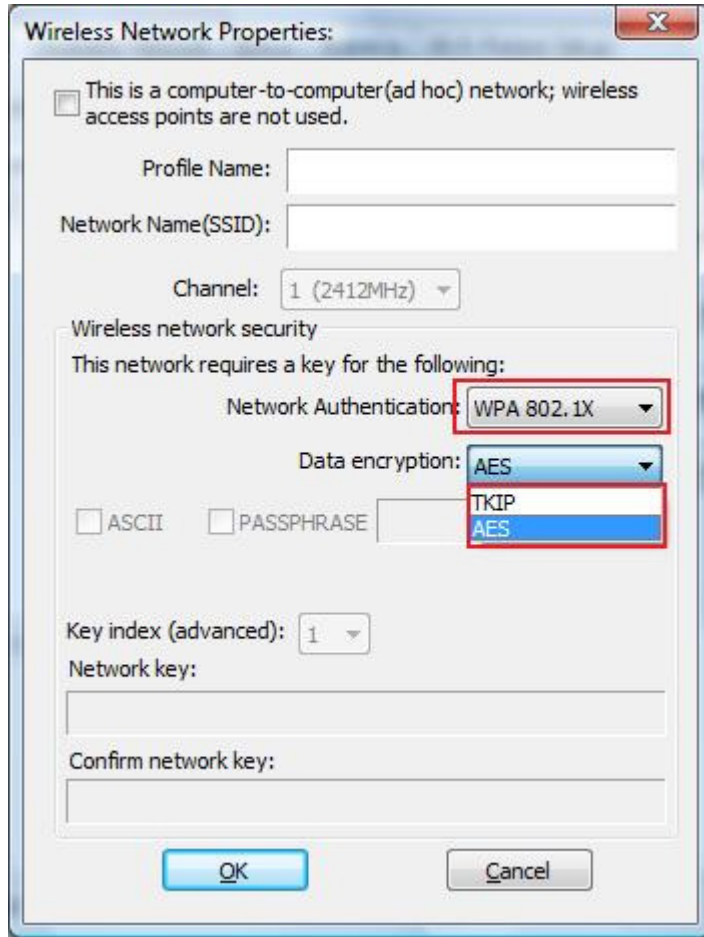 Wireless Network Properties:
This is a computer-to-computer(ad hoc) network; wireless
access points are not used.
Profile Name:
Network Name(SSID):
Channel: 1 (2412MHz)
Wireless network security
This network requires a key for the following:
Network Authentication: WPA 802.1X
Data encryption: AES
TKIP
ASCII PASSPHRASE AES
Key index (advanced): 1
Network key:
Confirm network key:
OK Cancel